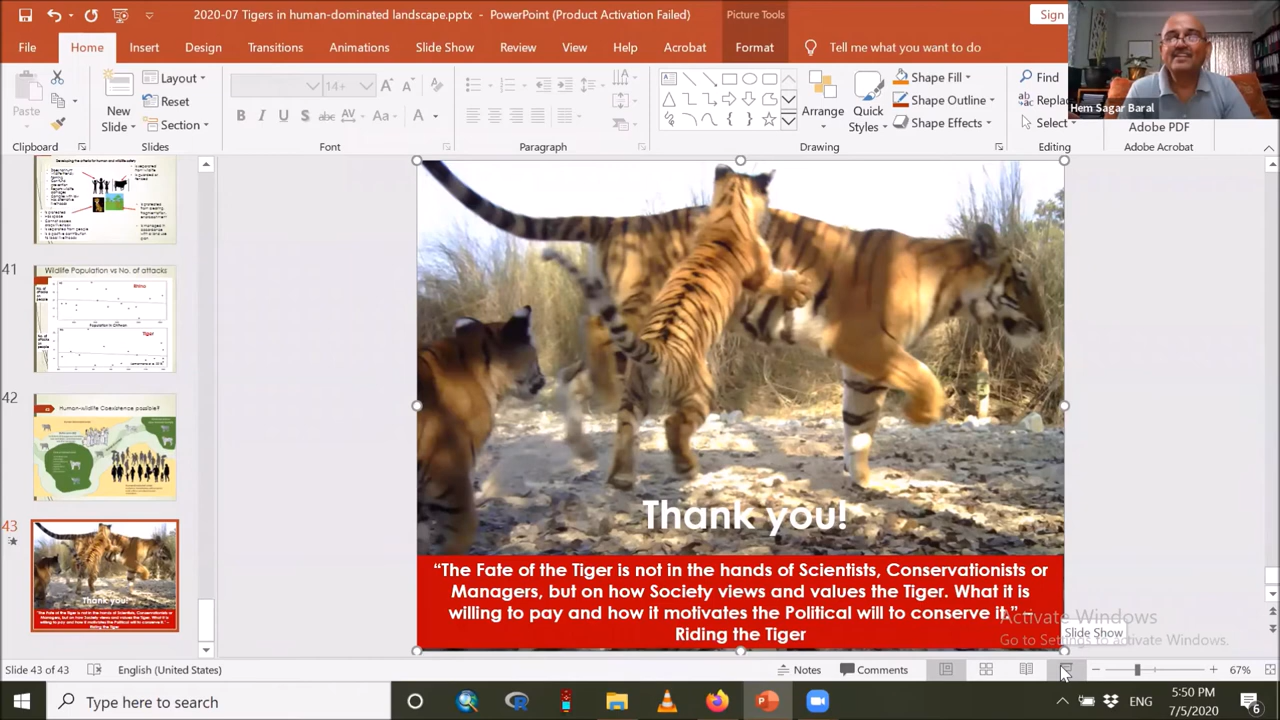 2020-07 Tigers in human-dominated landscape.pptx - PowerPoint (Product Activation Failed)
Picture Tools
Sign
File Home Insert Design Transitions Animations Slide Show Review View Help Acrobat Format Tell me what you want to do
Paste
New
Slide
Layout
Reset
Section
Arrange
Quick
Styles
Shape Fill
Shape Outline
Shape Effects
Find
Replac
Select
Hem Sagar Baral
Adobe PDF
Clipboard Slides Font Paragraph Drawing Editing Adobe Acrobat
41
Wildlife Population vs No. of attacks
Rhino
Tiger
42
Human-wildlife Coexistence possible?
43
Thank you!
“The Fate of the Tiger is not in the hands of Scientists, Conservationists or
Managers, but on how Society views and values the Tiger. What it is
willing to pay and how it motivates the Political will to conserve it.” –
Riding the Tiger
Activate Windows
Go to Settings to activate Windows.
Slide Show
Slide 43 of 43 English (United States) Notes Comments 67%
Type here to search
ENG
5:50 PM
7/5/2020
6